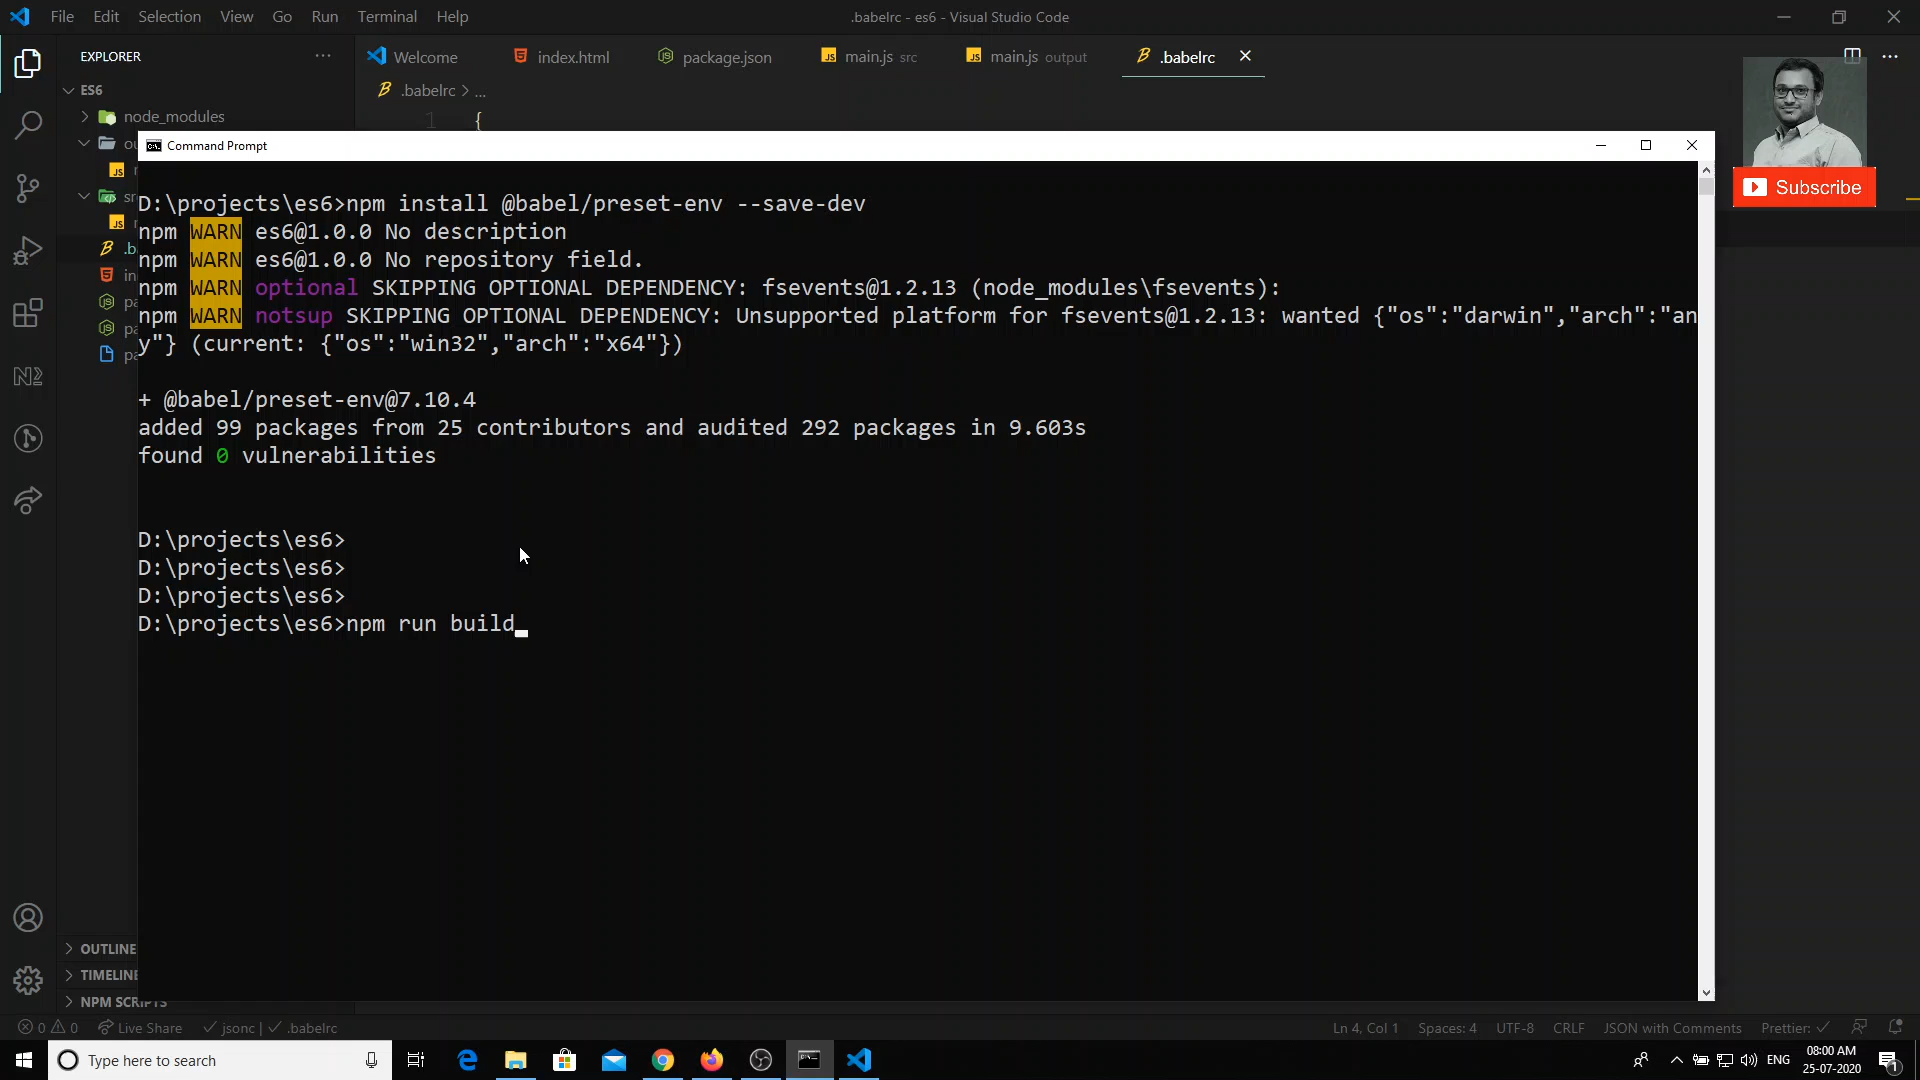 File Edit Selection View Go Run Terminal Help
.babelrc - es6 - Visual Studio Code
EXPLORER
Welcome
index.html
package.json
main.js src
main.js output
.babelrc
ES6
.babelrc > ...
node_modules
1 {
Command Prompt
Subscribe
D:\projects\es6>npm install @babel/preset-env --save-dev
npm WARN es6@1.0.0 No description
npm WARN es6@1.0.0 No repository field.
npm WARN optional SKIPPING OPTIONAL DEPENDENCY: fsevents@1.2.13 (node_modules\fsevents):
npm WARN notsup SKIPPING OPTIONAL DEPENDENCY: Unsupported platform for fsevents@1.2.13: wanted {"os":"darwin","arch":"an
y"} (current: {"os":"win32","arch":"x64"})
+ @babel/preset-env@7.10.4
added 99 packages from 25 contributors and audited 292 packages in 9.603s
found 0 vulnerabilities
D:\projects\es6>
D:\projects\es6>
D:\projects\es6>
D:\projects\es6>npm run build
OUTLINE
TIMELINE
NPM SCRIPTS
0 0 Live Share jsonc | .babelrc
Ln 4, Col 1 Spaces: 4 UTF-8 CRLF JSON with Comments Prettier:
Type here to search
ENG
08:00 AM
25-07-2020
1